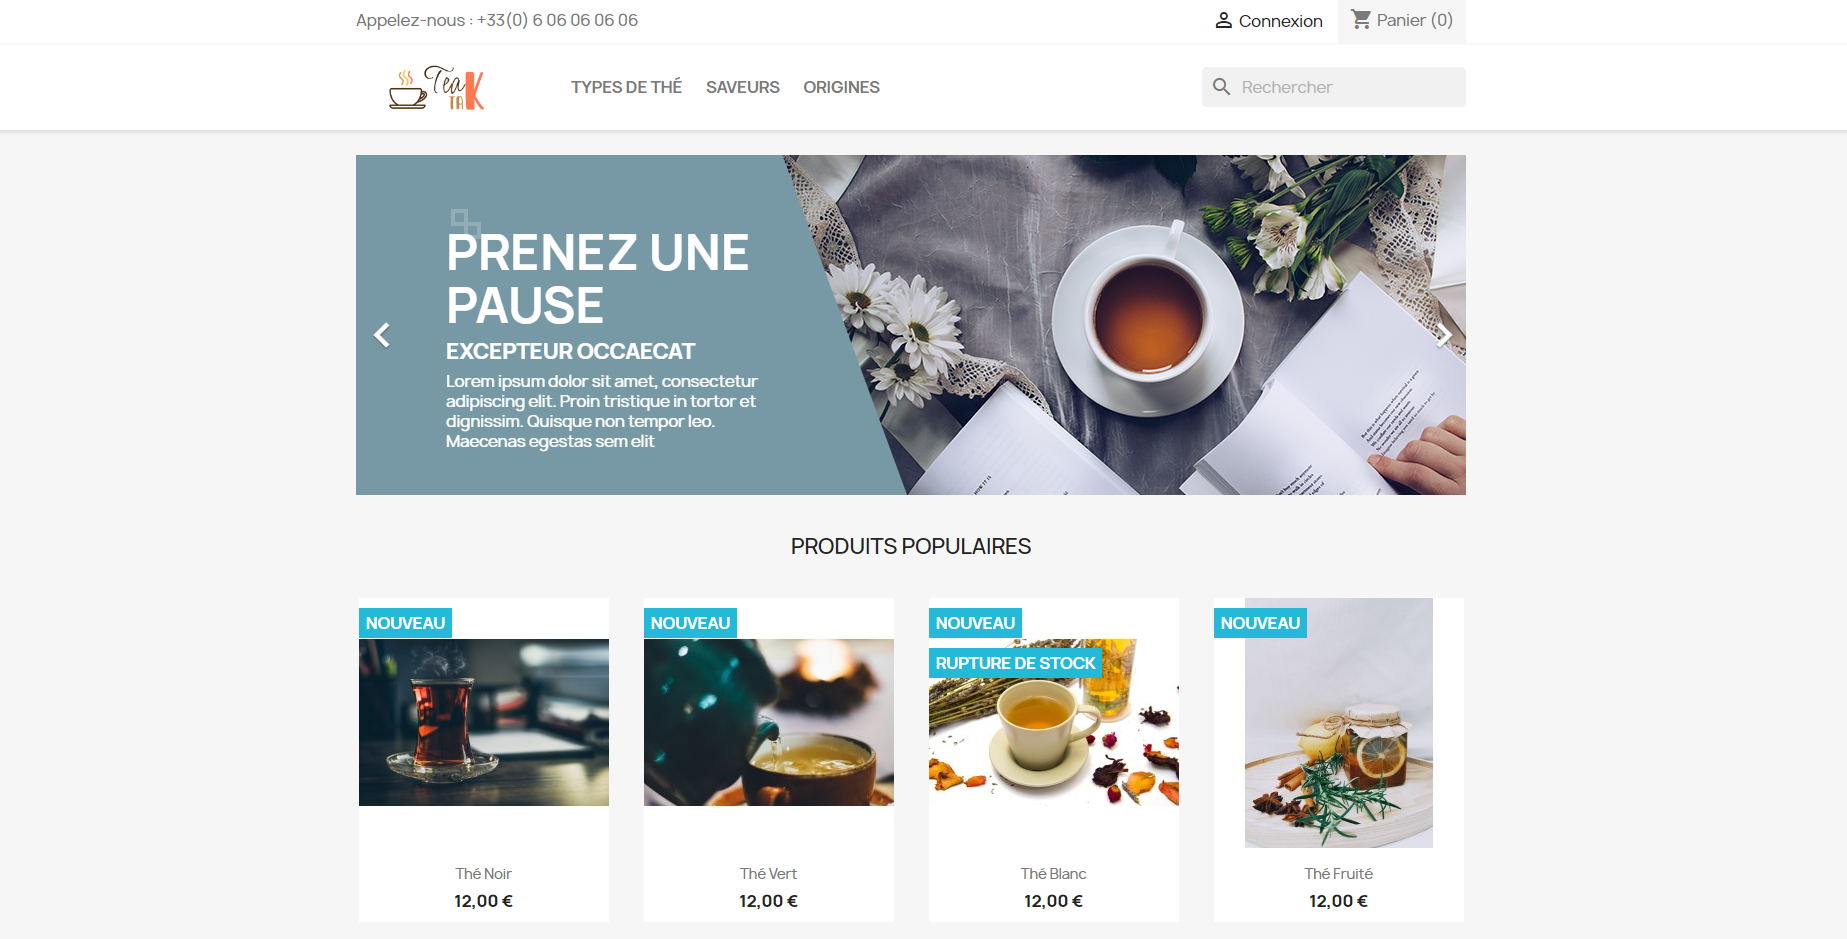 Appelez-nous : +33(0) 6 06 06 06 06
Connexion
Panier (0)
Tea
TA K
TYPES DE THÉ
SAVEURS
ORIGINES
Rechercher
PRENEZ UNE
PAUSE
EXCEPTEUR OCCAECAT
Lorem ipsum dolor sit amet, consectetur
adipiscing elit. Proin tristique in tortor et
dignissim. Quisque non tempor leo.
Maecenas egestas sem elit
PRODUITS POPULAIRES
NOUVEAU
NOUVEAU
NOUVEAU
RUPTURE DE STOCK
NOUVEAU
Thé Noir
12,00 €
Thé Vert
12,00 €
Thé Blanc
12,00 €
Thé Fruité
12,00 €